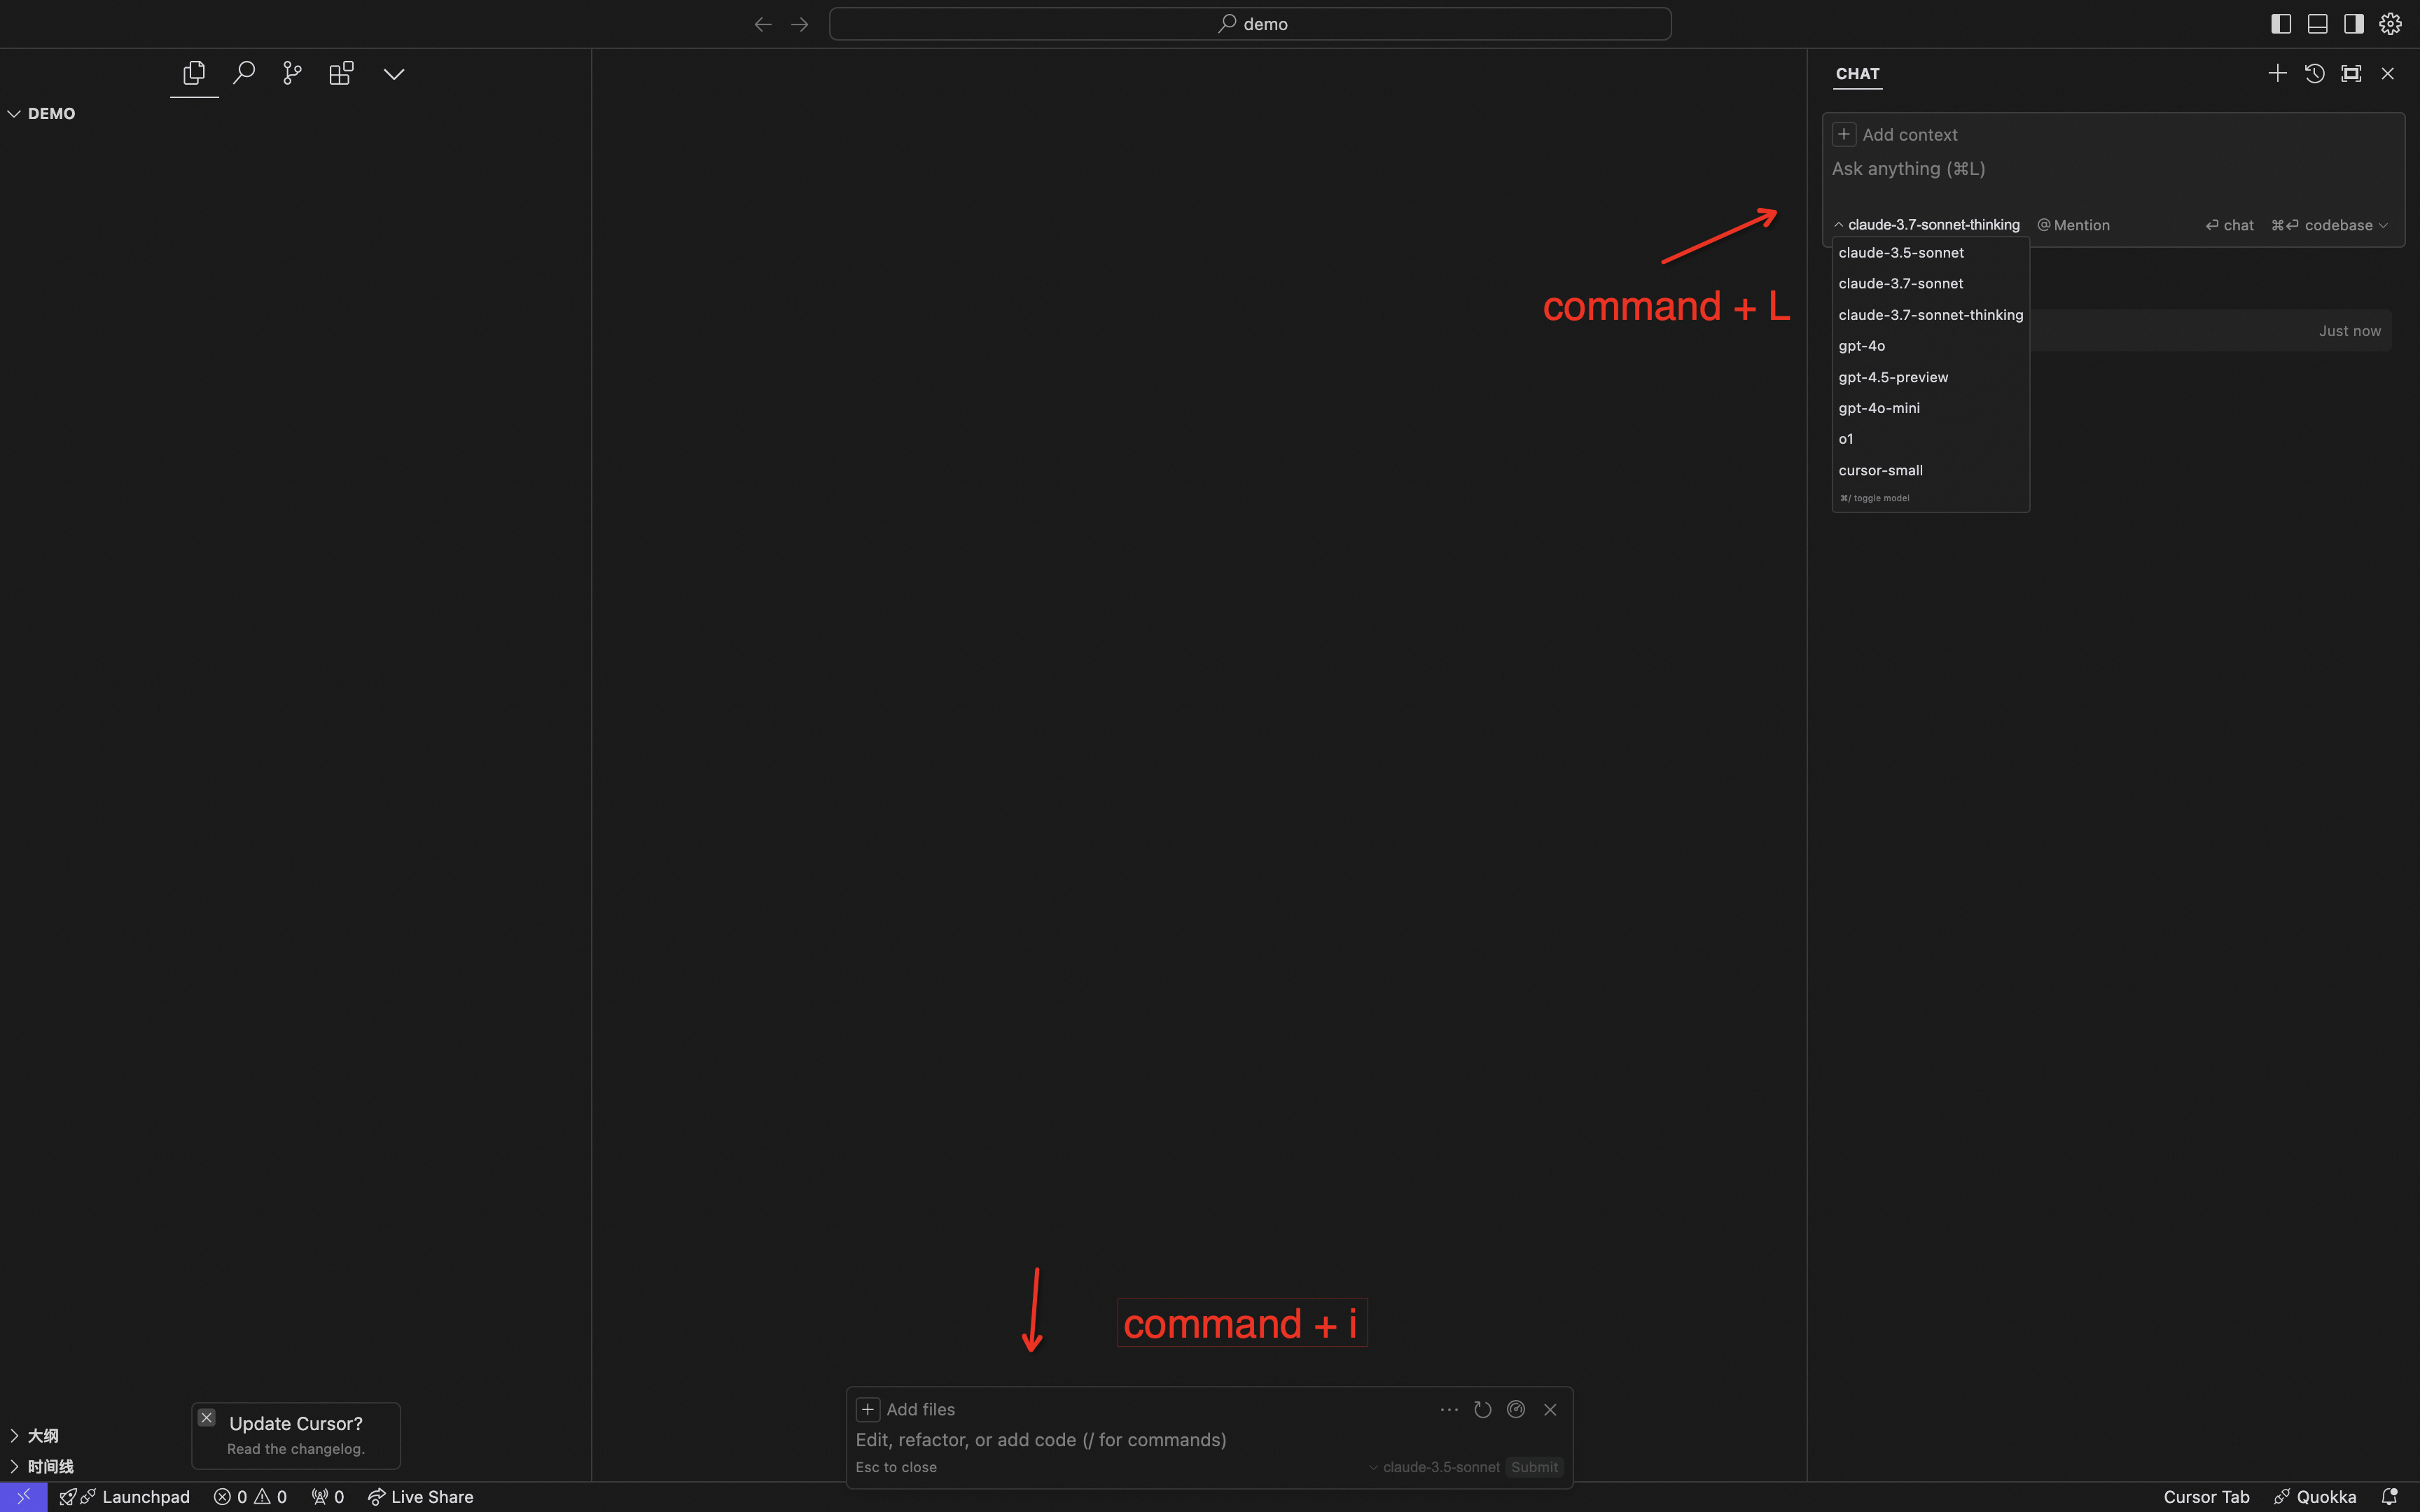 demo
CHAT
DEMO
Add context
Ask anything (⌘L)
claude-3.7-sonnet-thinking @Mention ⏎ chat ⌘⏎ codebase
claude-3.5-sonnet
claude-3.7-sonnet
command + L
claude-3.7-sonnet-thinking
Just now
gpt-4o
gpt-4.5-preview
gpt-4o-mini
o1
cursor-small
⌘/ toggle model
command + i
Add files
Edit, refactor, or add code (/ for commands)
Esc to close claude-3.5-sonnet Submit
Update Cursor?
Read the changelog.
大纲
时间线
Launchpad 0 0 0 Live Share Cursor Tab Quokka